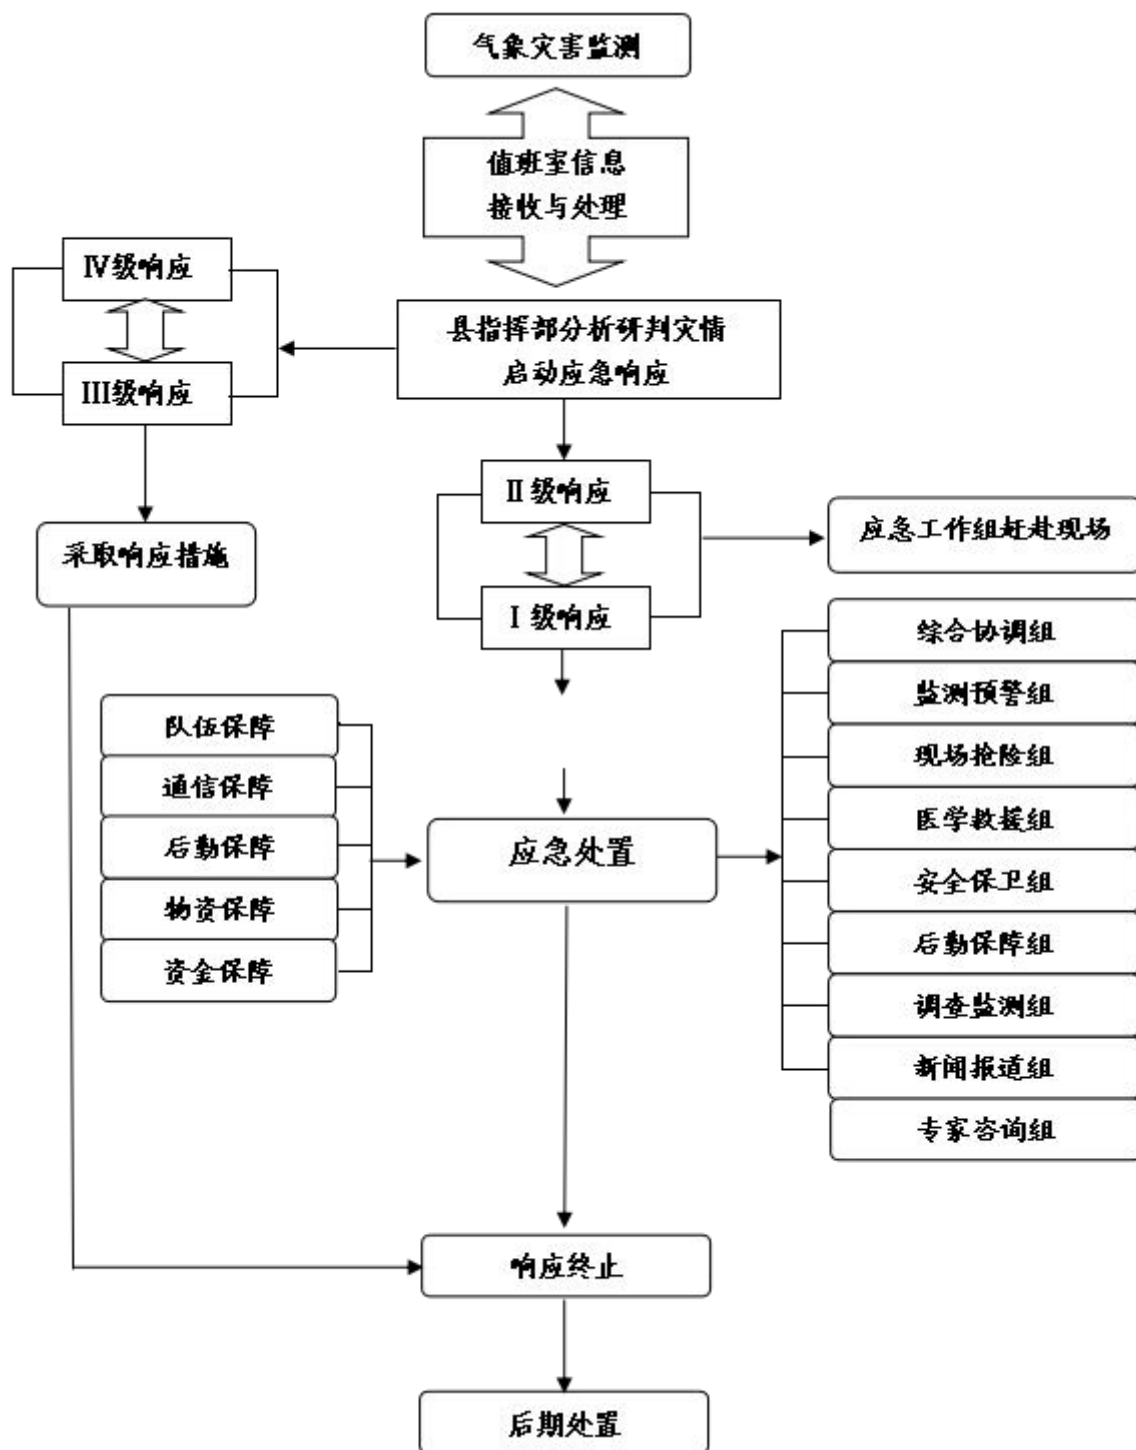 气象灾害监测
值班室信息
接收与处理
Ⅳ级响应
县指挥部分析研判灾情
启动应急响应
Ⅲ级响应
Ⅱ级响应
应急工作组赶赴现场
采取响应措施
Ⅰ级响应
综合协调组
监测预警组
现场抢险组
医学救援组
安全保卫组
后勤保障组
调查监测组
新闻报道组
专家咨询组
队伍保障
通信保障
后勤保障
物资保障
资金保障
应急处置
响应终止
后期处置